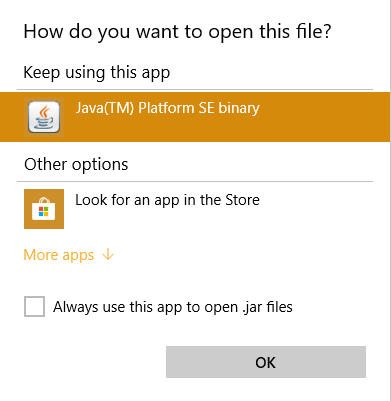 How do you want to open this file?
Keep using this app
Java(TM) Platform SE binary
Other options
Look for an app in the Store
More apps ↓
Always use this app to open .jar files
OK